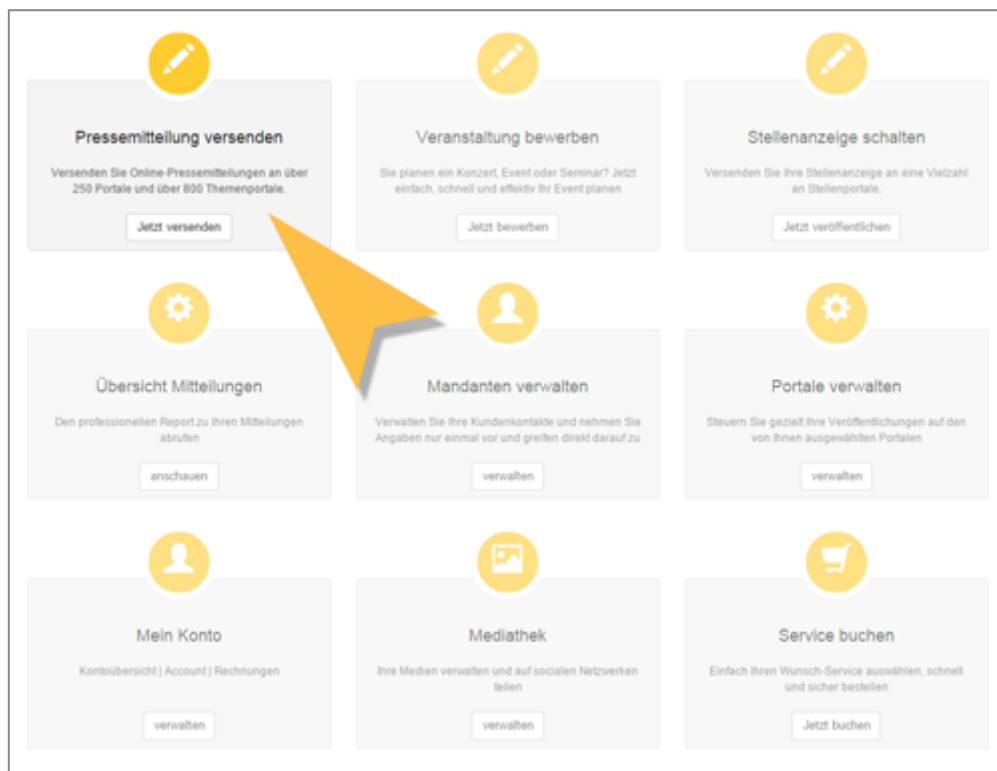 Pressemitteilung versenden
Versenden Sie Online-Pressemitteilungen an über
250 Portale und über 800 Themenportale.
Jetzt versenden
Veranstaltung bewerben
Sie planen ein Konzert, Event oder Seminar? Jetzt
einfach, schnell und effektiv Ihr Event planen
Jetzt bewerben
Stellenanzeige schalten
Versenden Sie Ihre Stellenanzeige an eine Vielzahl
an Stellenportale.
Jetzt veröffentlichen
Übersicht Mitteilungen
Den professionellen Report zu Ihren Mitteilungen
abrufen
anschauen
Mandanten verwalten
Verwalten Sie Ihre Kundenkontakte und nehmen Sie
Angaben nur einmal vor und greifen direkt darauf zu
verwalten
Portale verwalten
Steuern Sie gezielt Ihre Veröffentlichungen auf den
von Ihnen ausgewählten Portalen
verwalten
Mein Konto
Kontoübersicht | Account | Rechnungen
verwalten
Mediathek
Ihre Medien verwalten und auf socialen Netzwerken
teilen
verwalten
Service buchen
Einfach Ihren Wunsch-Service auswählen, schnell
und sicher bestellen
Jetzt buchen